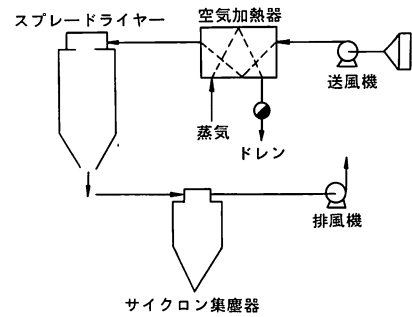 スプレードライヤー
空気加熱器
送風機
蒸気
ドレン
排風機
サイクロン集塵器